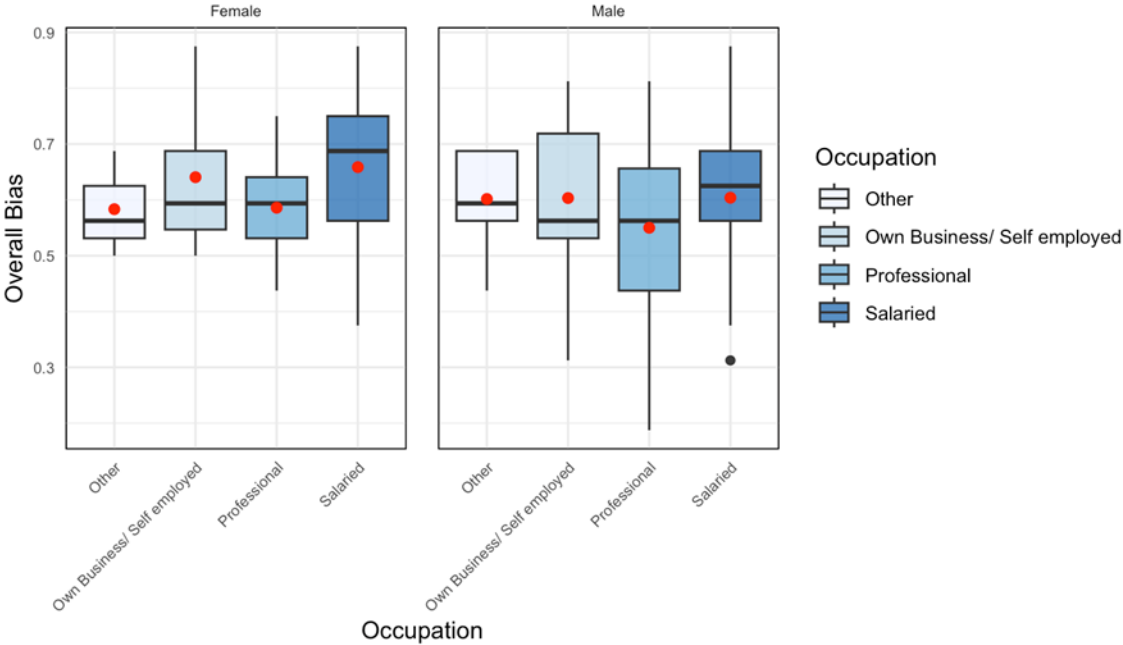 Female
Male
Overall Bias
0.9
0.7
0.5
0.3
Other
Own Business/ Self employed
Professional
Salaried
Other
Own Business/ Self employed
Professional
Salaried
Occupation
Occupation
Other
Own Business/ Self employed
Professional
Salaried